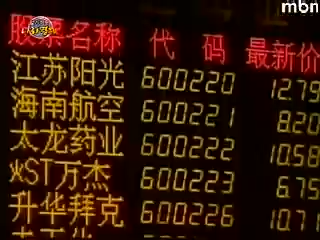 mbn
股票名称 代码 最新价
江苏阳光 600220 12.79
海南航空 600221 8.20
太龙药业 600222 10.58
*ST万杰 600223 6.75
升华拜克 600226 10.71